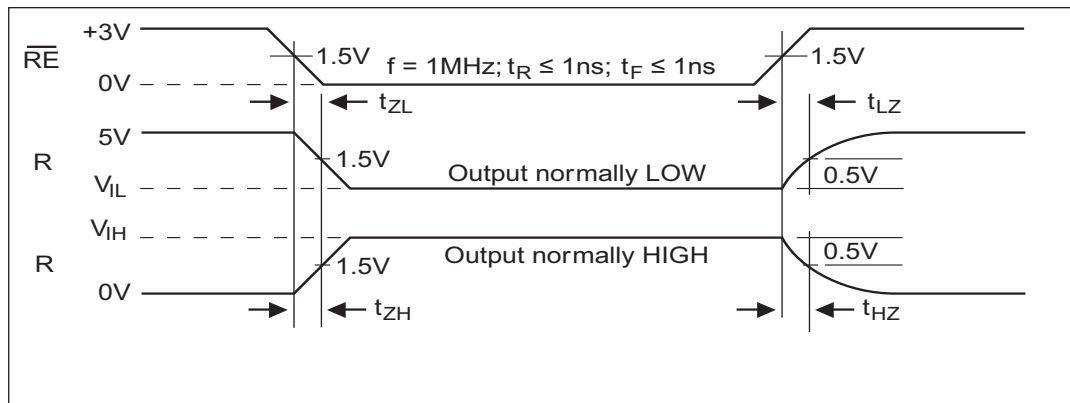 +3V
R̅E̅
1.5V
f = 1MHz; tR ≤ 1ns; tF ≤ 1ns
1.5V
0V
tZL
tLZ
5V
R
1.5V
Output normally LOW
0.5V
VIL
VIH
R
1.5V
Output normally HIGH
0.5V
0V
tZH
tHZ